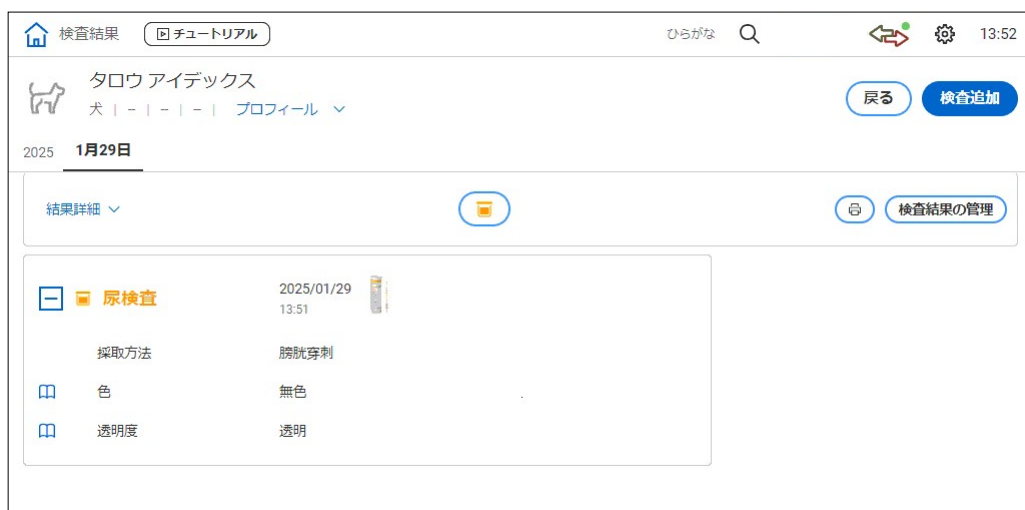 検査結果 チュートリアル ひらがな 13:52
タロウ アイデックス
犬 | - | - | - | プロフィール
戻る 検査追加
2025 1月29日
結果詳細 検査結果の管理
尿検査 2025/01/29
13:51
採取方法 膀胱穿刺
色 無色
透明度 透明